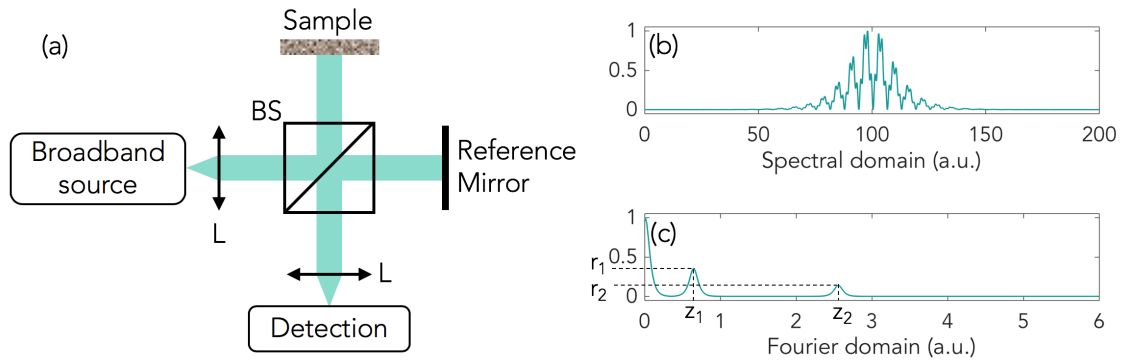 (a)
Sample
BS
Broadband
source
Reference
Mirror
L
L
Detection
(b)
1
0.5
0
0 50 100 150 200
Spectral domain (a.u.)
(c)
1
0.5
r1
r2
0
z1 z2
0 1 2 3 4 5 6
Fourier domain (a.u.)